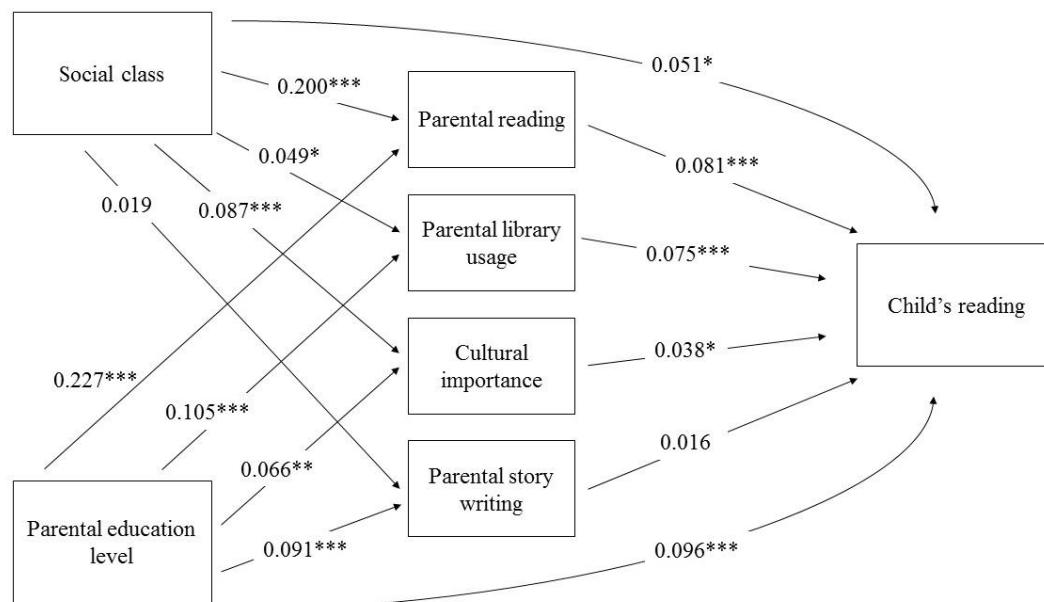 Social class
0.051*
0.200***
Parental reading
0.049*
0.081***
0.019
0.087***
Parental library
usage
0.075***
Child’s reading
Cultural
importance
0.038*
0.227***
0.105***
0.016
0.066**
Parental story
writing
Parental education
level
0.091***
0.096***